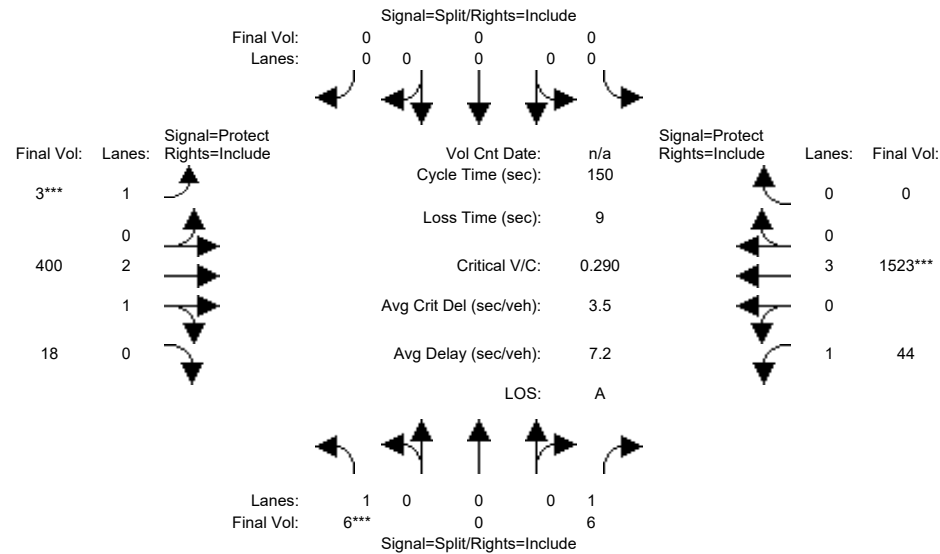 Signal=Split/Rights=Include
Final Vol: 0 0 0
Lanes: 0 0 0 0 0
Signal=Protect Signal=Protect
Final Vol: Lanes: Rights=Include Vol Cnt Date: n/a Rights=Include Lanes: Final Vol:
Cycle Time (sec): 150
3*** 1 0 0
Loss Time (sec): 9
0 0
400 2 Critical V/C: 0.290 3 1523***
1 Avg Crit Del (sec/veh): 3.5 0
18 0 Avg Delay (sec/veh): 7.2 1 44
LOS: A
Lanes: 1 0 0 0 1
Final Vol: 6*** 0 6
Signal=Split/Rights=Include